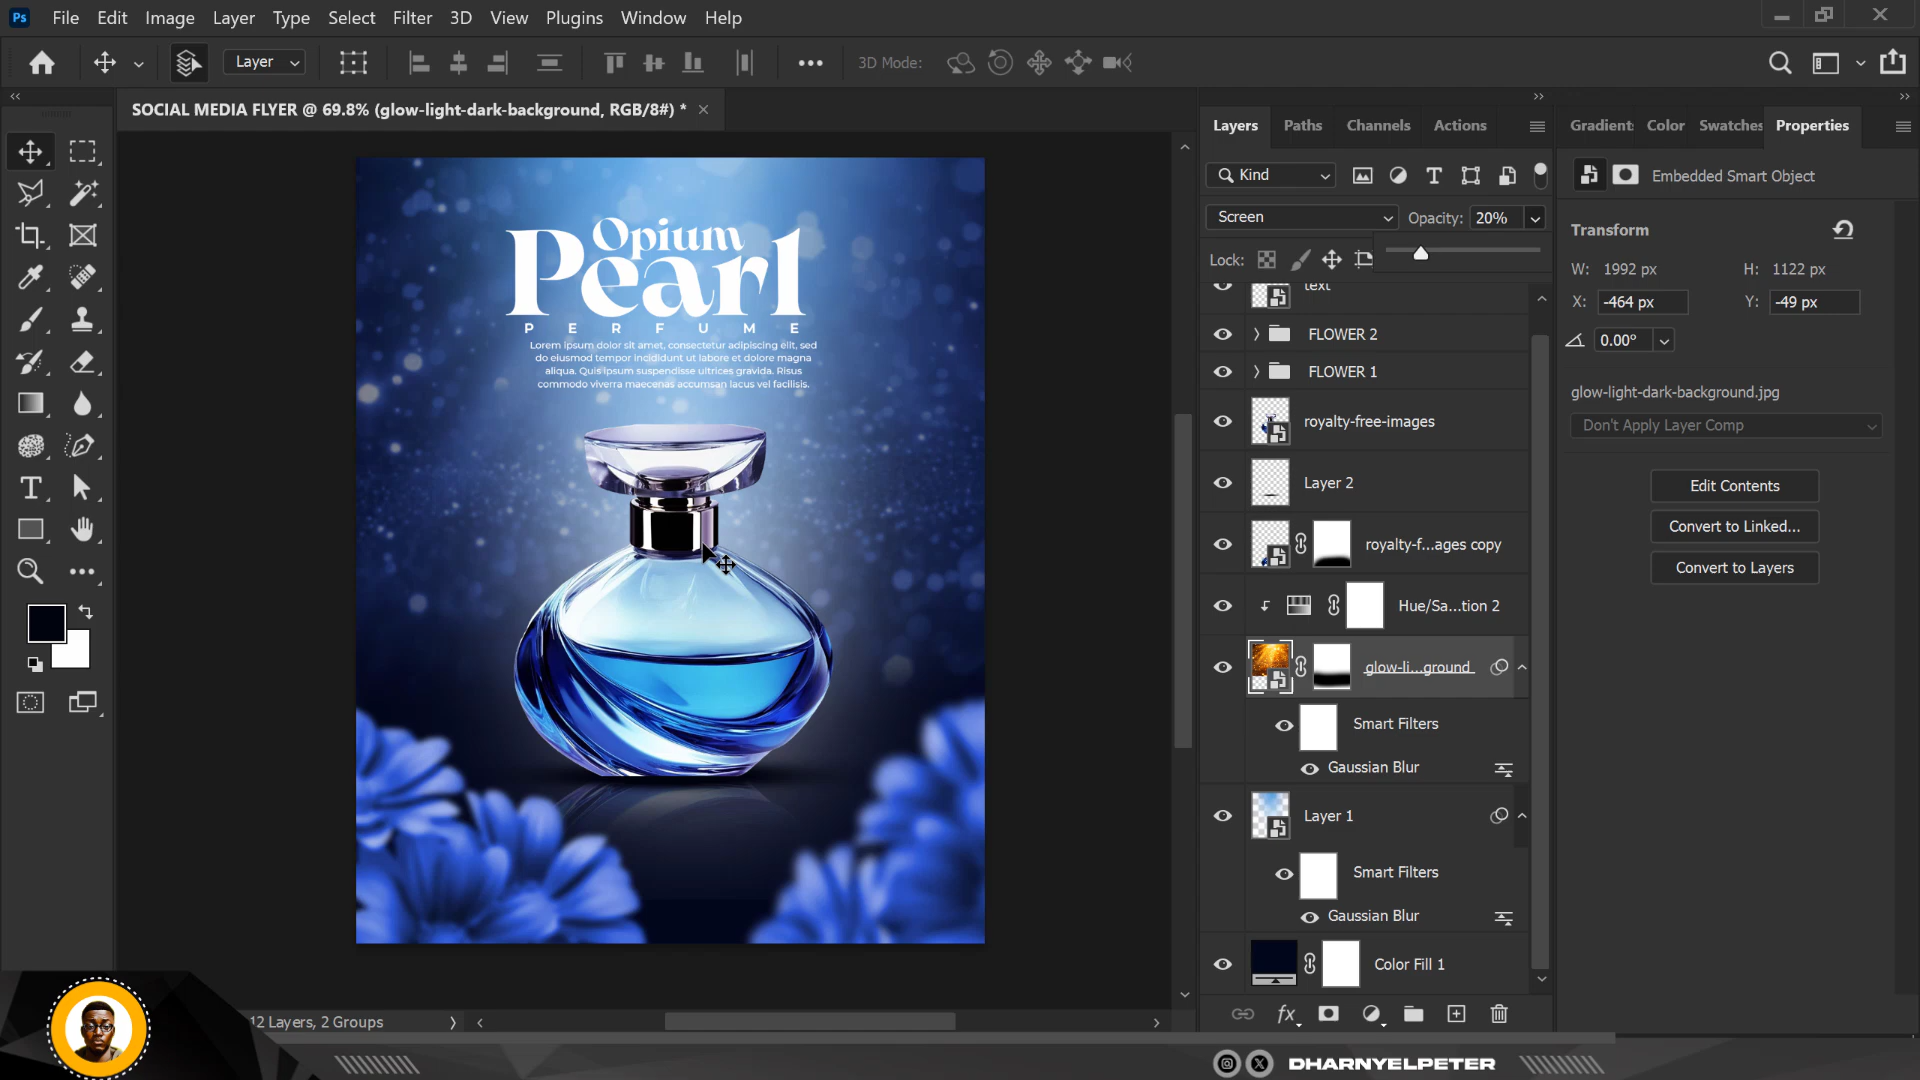 Ps File Edit Image Layer Type Select Filter 3D View Plugins Window Help
Layer
3D Mode:
SOCIAL MEDIA FLYER @ 69.8% (glow-light-dark-background, RGB/8#) *
Opium
Pearl
PERFUME
Lorem ipsum dolor sit amet, consectetur adipiscing elit, sed
do eiusmod tempor incididunt ut labore et dolore magna
aliqua. Quis ipsum suspendisse ultrices gravida. Risus
commodo viverra maecenas accumsan lacus vel facilisis.
12 Layers, 2 Groups
Layers Paths Channels Actions
Kind
Screen Opacity: 20%
Lock:
text
FLOWER 2
FLOWER 1
royalty-free-images
Layer 2
royalty-f...ages copy
Hue/Sa...tion 2
glow-li...ground
Smart Filters
Gaussian Blur
Layer 1
Smart Filters
Gaussian Blur
Color Fill 1
fx
Gradient Color Swatches Properties
Embedded Smart Object
Transform
W: 1992 px H: 1122 px
X: -464 px Y: -49 px
0.00°
glow-light-dark-background.jpg
Don't Apply Layer Comp
Edit Contents
Convert to Linked...
Convert to Layers
DHARNYELPETER